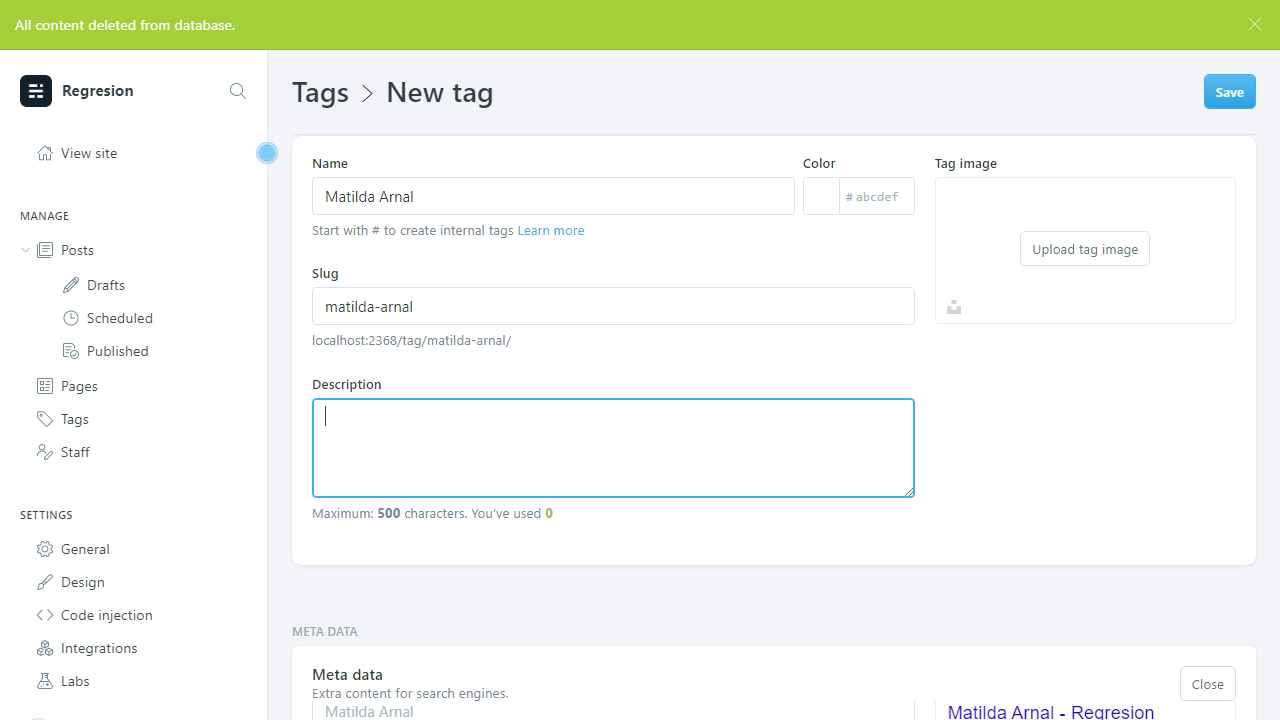 All content deleted from database.
Regresion
Tags > New tag
Save
View site
Name
Color
Tag image
Matilda Arnal
# abcdef
MANAGE
Start with # to create internal tags Learn more
Posts
Upload tag image
Slug
Drafts
matilda-arnal
Scheduled
localhost:2368/tag/matilda-arnal/
Published
Pages
Description
Tags
Staff
SETTINGS
Maximum: 500 characters. You've used 0
General
Design
Code injection
META DATA
Integrations
Meta data
Close
Labs
Extra content for search engines.
Matilda Arnal
Matilda Arnal - Regresion